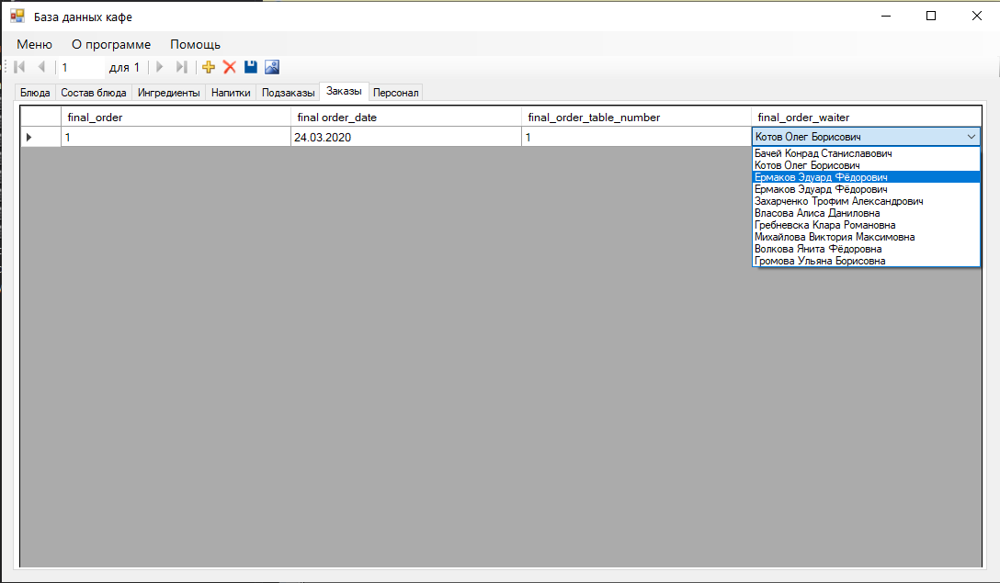 База данных кафе
Меню О программе Помощь
1 для 1
Блюда Состав блюда Ингредиенты Напитки Подзаказы Заказы Персонал
final_order final order_date final_order_table_number final_order_waiter
1 24.03.2020 1 Котов Олег Борисович
Бачей Конрад Станиславович
Котов Олег Борисович
Ермаков Эдуард Фёдорович
Ермаков Эдуард Фёдорович
Захарченко Трофим Александрович
Власова Алиса Даниловна
Гребневска Клара Романовна
Михайлова Виктория Максимовна
Волкова Янита Фёдоровна
Громова Ульяна Борисовна